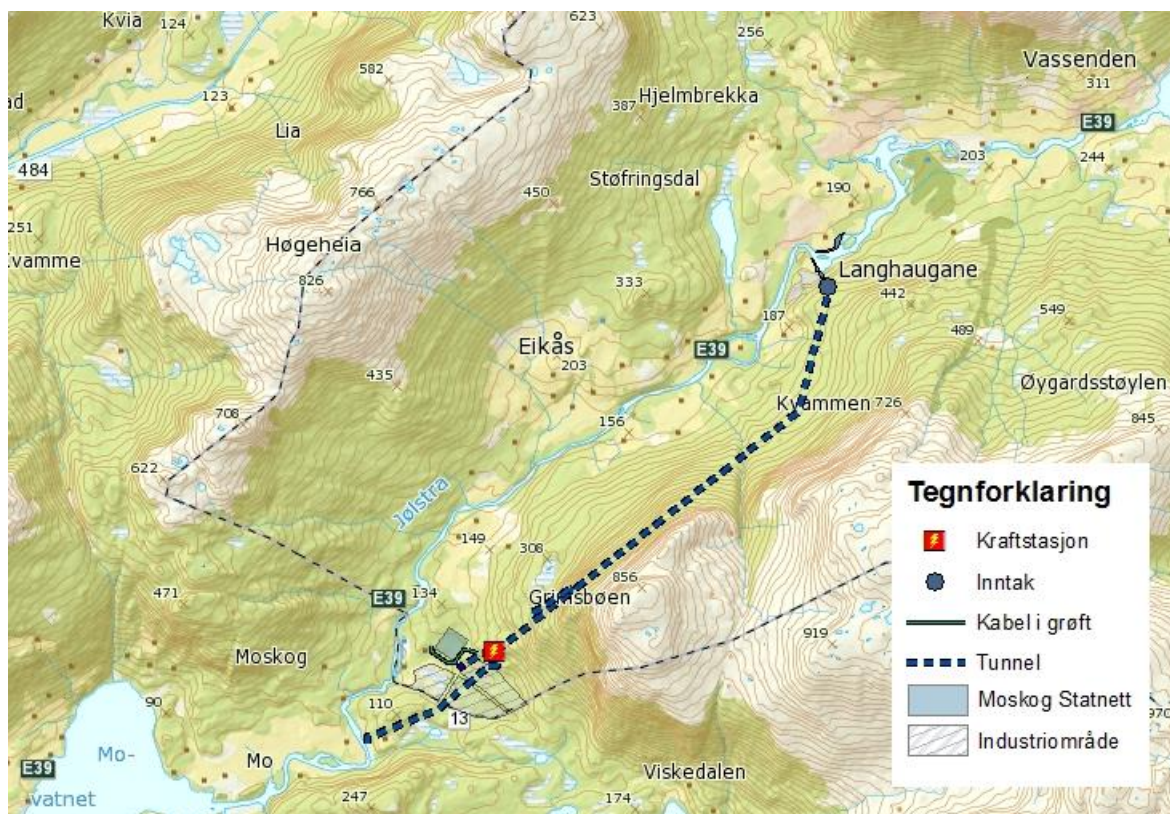 Kvia
124
623
256
Vassenden
311
582
Hjelmbrekka
387
123
ad
Lia
E39
484
203
244
Støfringsdal
190
766
450
251
Høgeheia
Kvamme
Langhaugane
826
333
442
549
187
489
Eikås
E39
203
435
Øygardsstøylen
Kvammen
726
708
156
845
622
Jølstra
149
308
856
471
134
Grimsbøen
E39
919
Moskog
90
110
13
970
Mo-
Mo
vatnet
E39
Viskedalen
247
174
Tegnforklaring
Kraftstasjon
Inntak
Kabel i grøft
Tunnel
Moskog Statnett
Industriområde